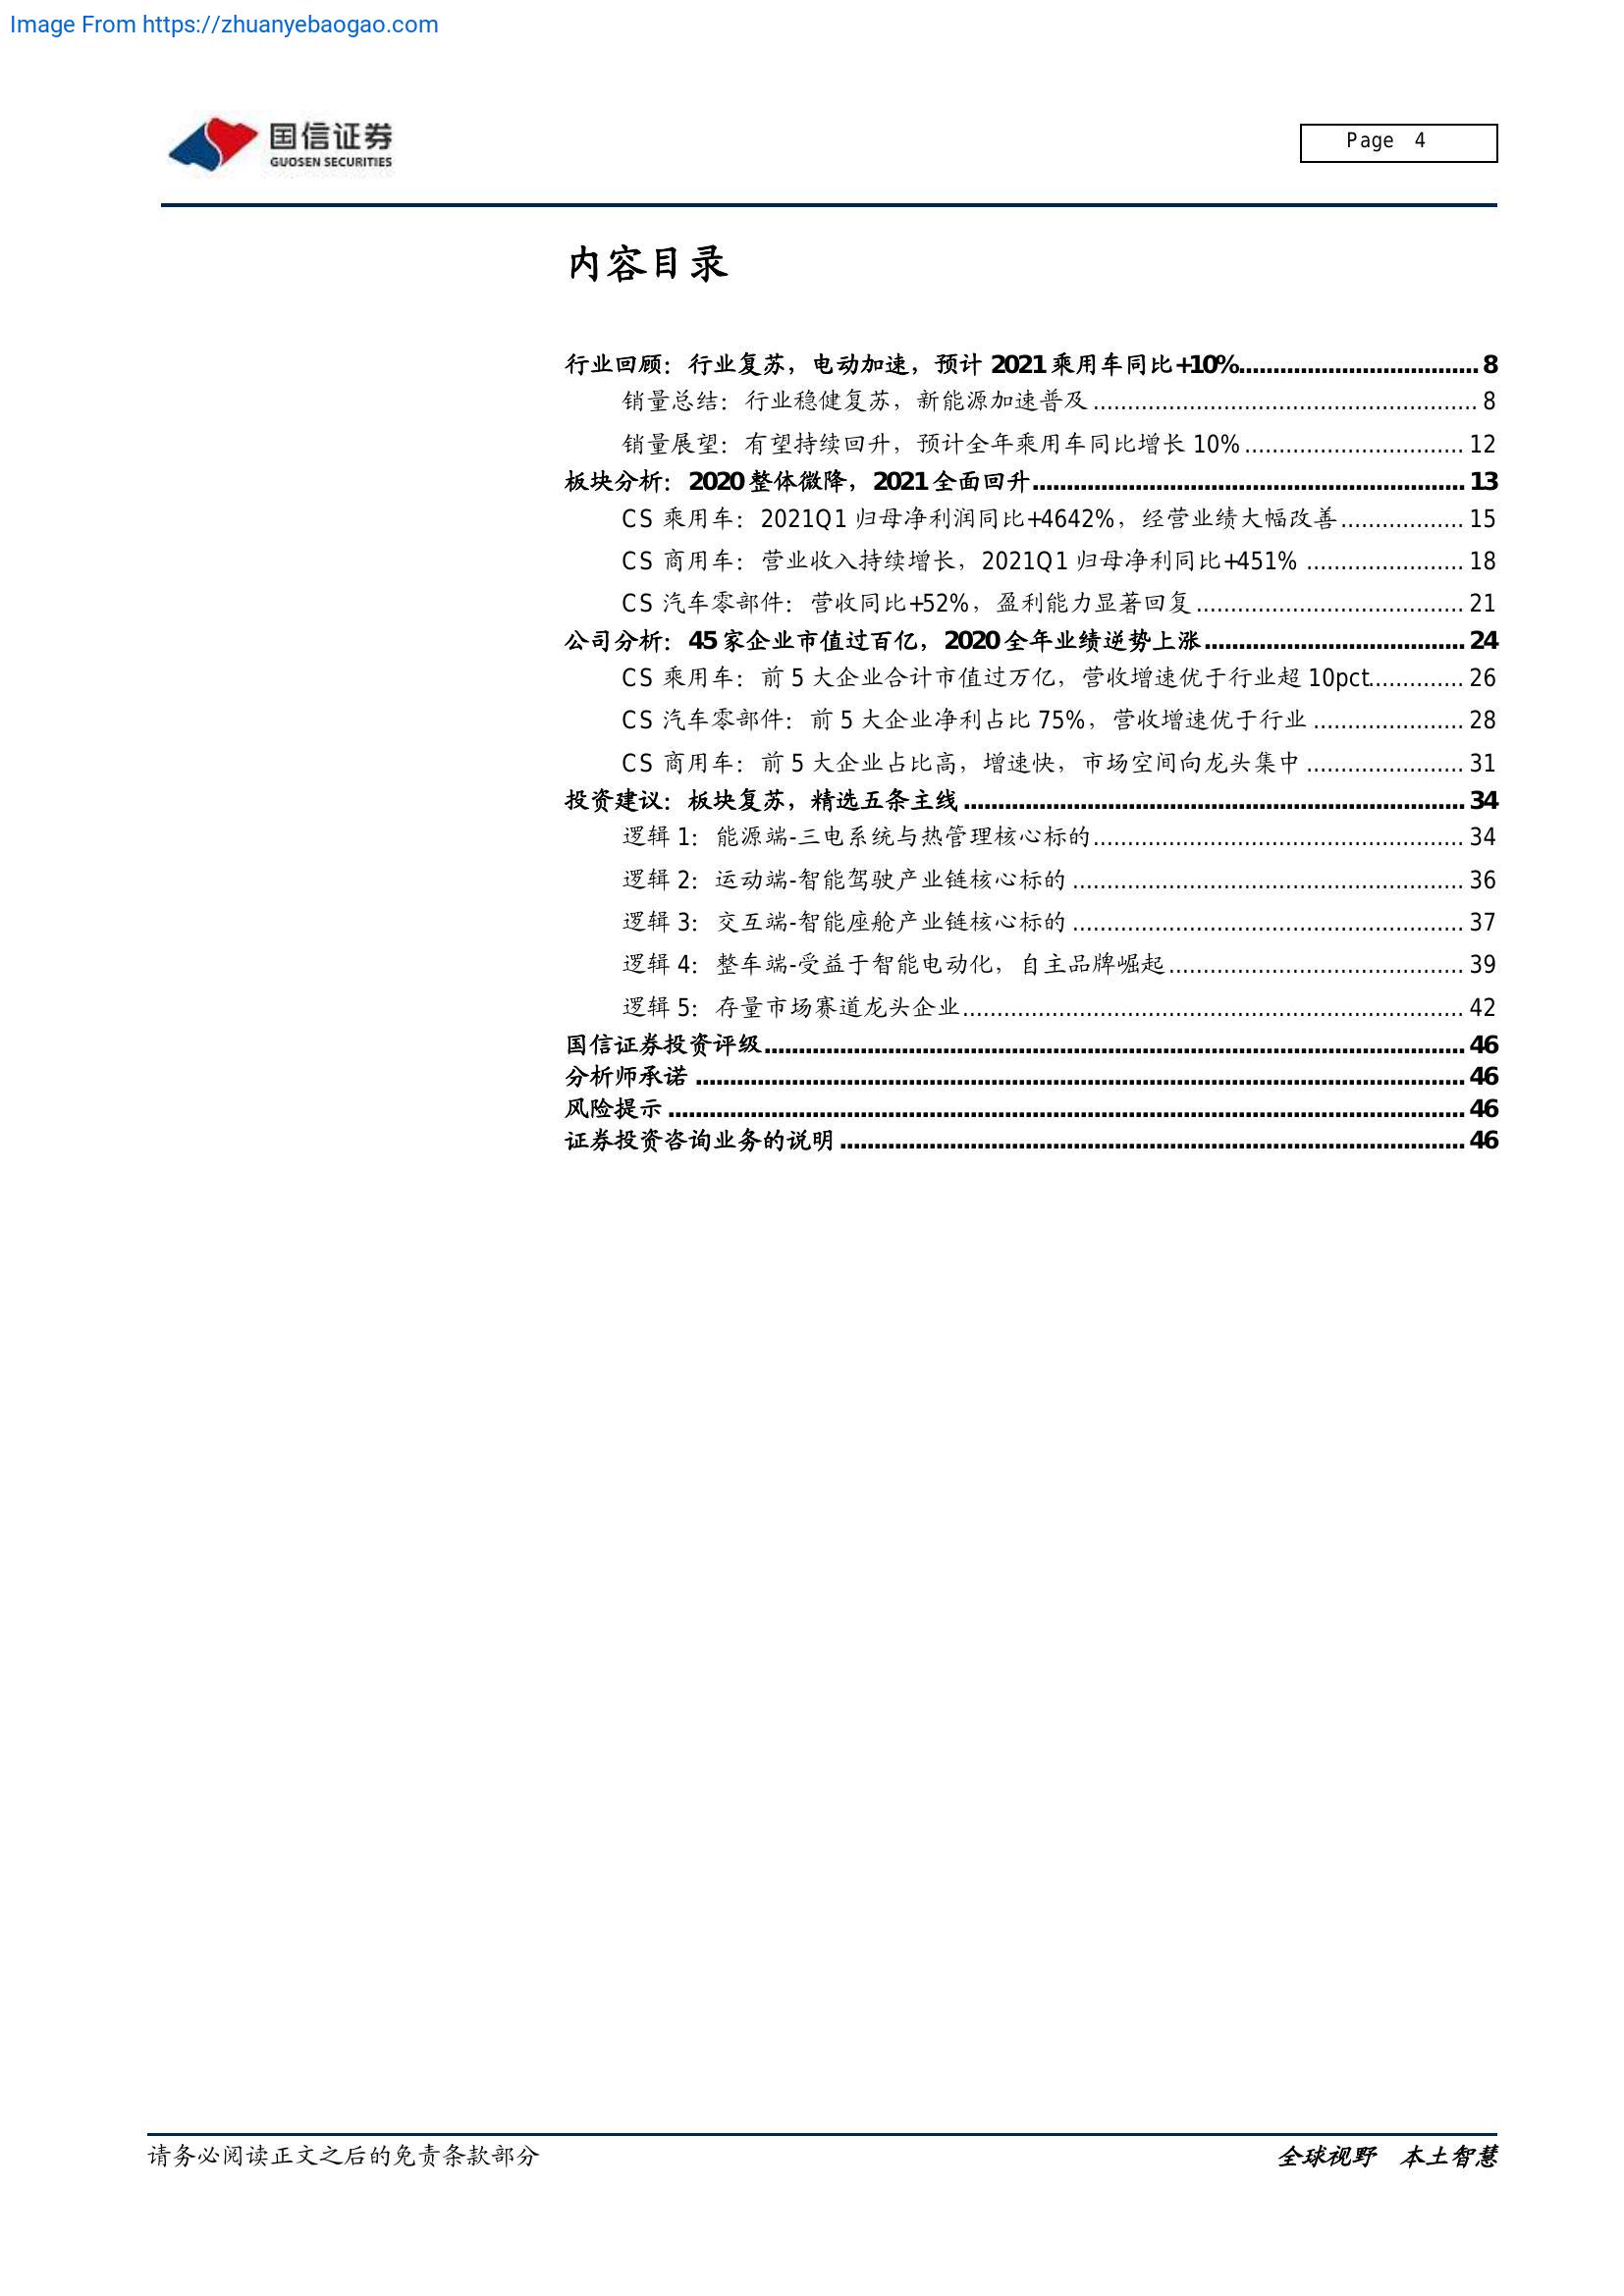 Image From https://zhuanyebaogao.com
国信证券
GUOSEN SECURITIES
Page 4
内容目录
行业回顾：行业复苏，电动加速，预计 2021 乘用车同比+10%.................................. 8
销量总结：行业稳健复苏，新能源加速普及........................................................ 8
销量展望：有望持续回升，预计全年乘用车同比增长 10%................................ 12
板块分析：2020 整体微降，2021 全面回升............................................................... 13
CS 乘用车：2021Q1 归母净利润同比+4642%，经营业绩大幅改善.................. 15
CS 商用车：营业收入持续增长，2021Q1 归母净利同比+451% ....................... 18
CS 汽车零部件：营收同比+52%，盈利能力显著回复....................................... 21
公司分析：45 家企业市值过百亿，2020 全年业绩逆势上涨...................................... 24
CS 乘用车：前 5 大企业合计市值过万亿，营收增速优于行业超 10pct.............. 26
CS 汽车零部件：前 5 大企业净利占比 75%，营收增速优于行业...................... 28
CS 商用车：前 5 大企业占比高，增速快，市场空间向龙头集中....................... 31
投资建议：板块复苏，精选五条主线......................................................................... 34
逻辑 1：能源端-三电系统与热管理核心标的...................................................... 34
逻辑 2：运动端-智能驾驶产业链核心标的......................................................... 36
逻辑 3：交互端-智能座舱产业链核心标的......................................................... 37
逻辑 4：整车端-受益于智能电动化，自主品牌崛起........................................... 39
逻辑 5：存量市场赛道龙头企业......................................................................... 42
国信证券投资评级...................................................................................................... 46
分析师承诺................................................................................................................ 46
风险提示.................................................................................................................... 46
证券投资咨询业务的说明........................................................................................... 46
请务必阅读正文之后的免责条款部分
全球视野 本土智慧